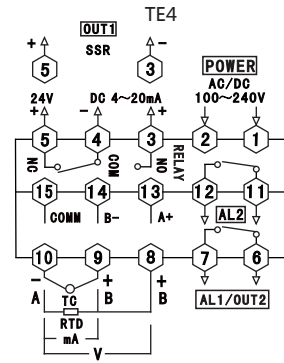 TE4
+ OUT1 -
SSR
5 3 POWER
AC/DC
24V DC 4～20mA 100～240V
+ - +
5 4 3 2 1
NC COM NO RELAY
15 14 13 12 11
COMM B- A+ AL2
10 9 8 7 6
- + +
A TC B B
RTD AL1/OUT2
mA
V